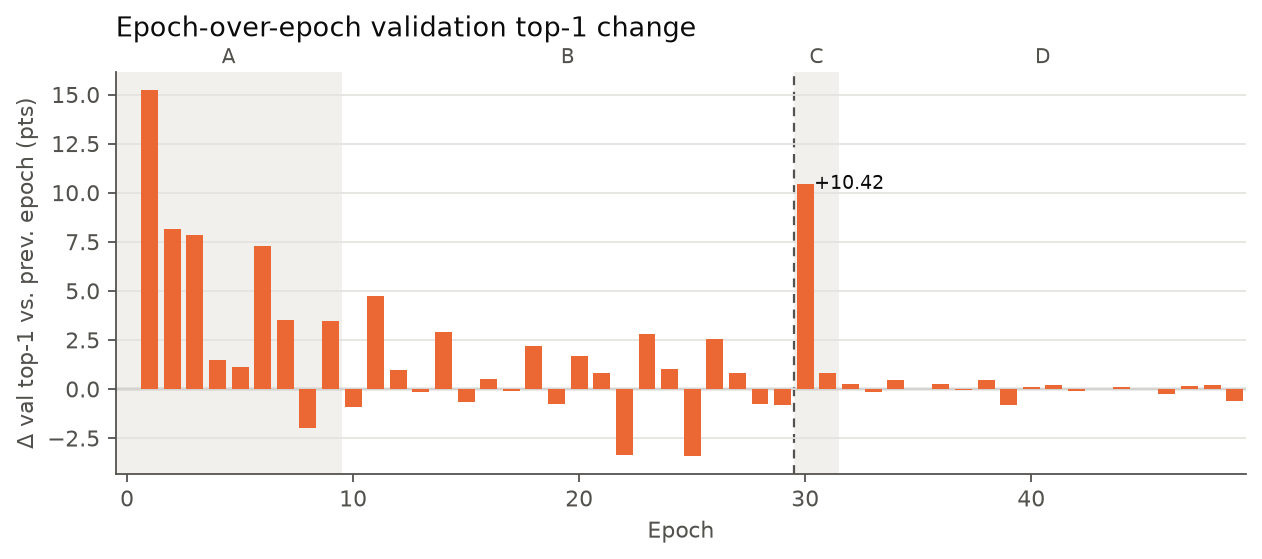 Epoch-over-epoch validation top-1 change
A B C D
15.0
12.5
10.0
7.5
5.0
2.5
0.0
−2.5
Δ val top-1 vs. prev. epoch (pts)
+10.42
0 10 20 30 40
Epoch